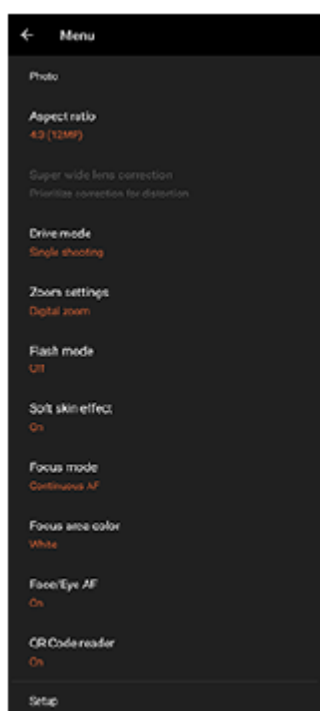 Menu
Photo
Aspect ratio
4:3 (12MP)
Super wide lens correction
Prioritize correction for distortion
Drive mode
Single shooting
Zoom settings
Digital zoom
Flash mode
Off
Soft skin effect
On
Focus mode
Continuous AF
Focus area color
White
Face/Eye AF
On
QR Code reader
On
Setup